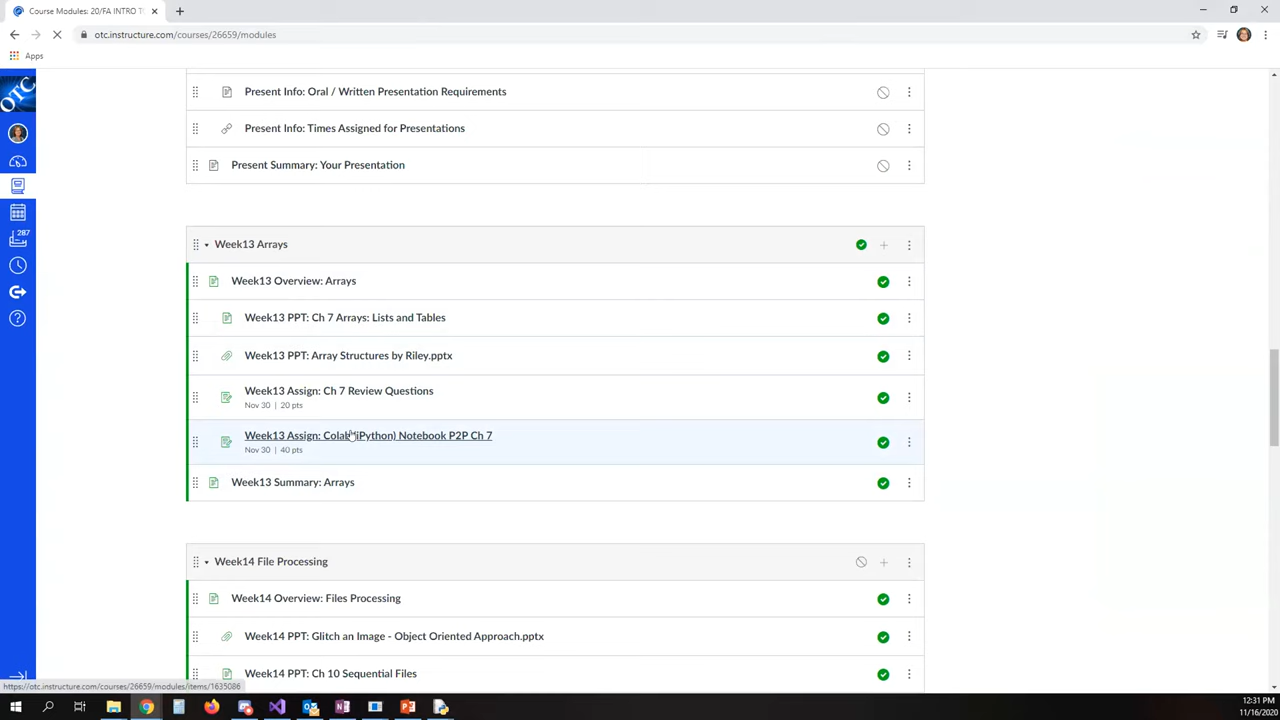 Course Modules: 20/FA INTRO T
otc.instructure.com/courses/26659/modules
Apps
OTC
Present Info: Oral / Written Presentation Requirements
Present Info: Times Assigned for Presentations
Present Summary: Your Presentation
287
Week13 Arrays
Week13 Overview: Arrays
Week13 PPT: Ch 7 Arrays: Lists and Tables
Week13 PPT: Array Structures by Riley.pptx
Week13 Assign: Ch 7 Review Questions
Nov 30 | 20 pts
Week13 Assign: Colab (iPython) Notebook P2P Ch 7
Nov 30 | 40 pts
Week13 Summary: Arrays
Week14 File Processing
Week14 Overview: Files Processing
Week14 PPT: Glitch an Image - Object Oriented Approach.pptx
Week14 PPT: Ch 10 Sequential Files
https://otc.instructure.com/courses/26659/modules/items/1635086
12:31 PM
11/16/2020